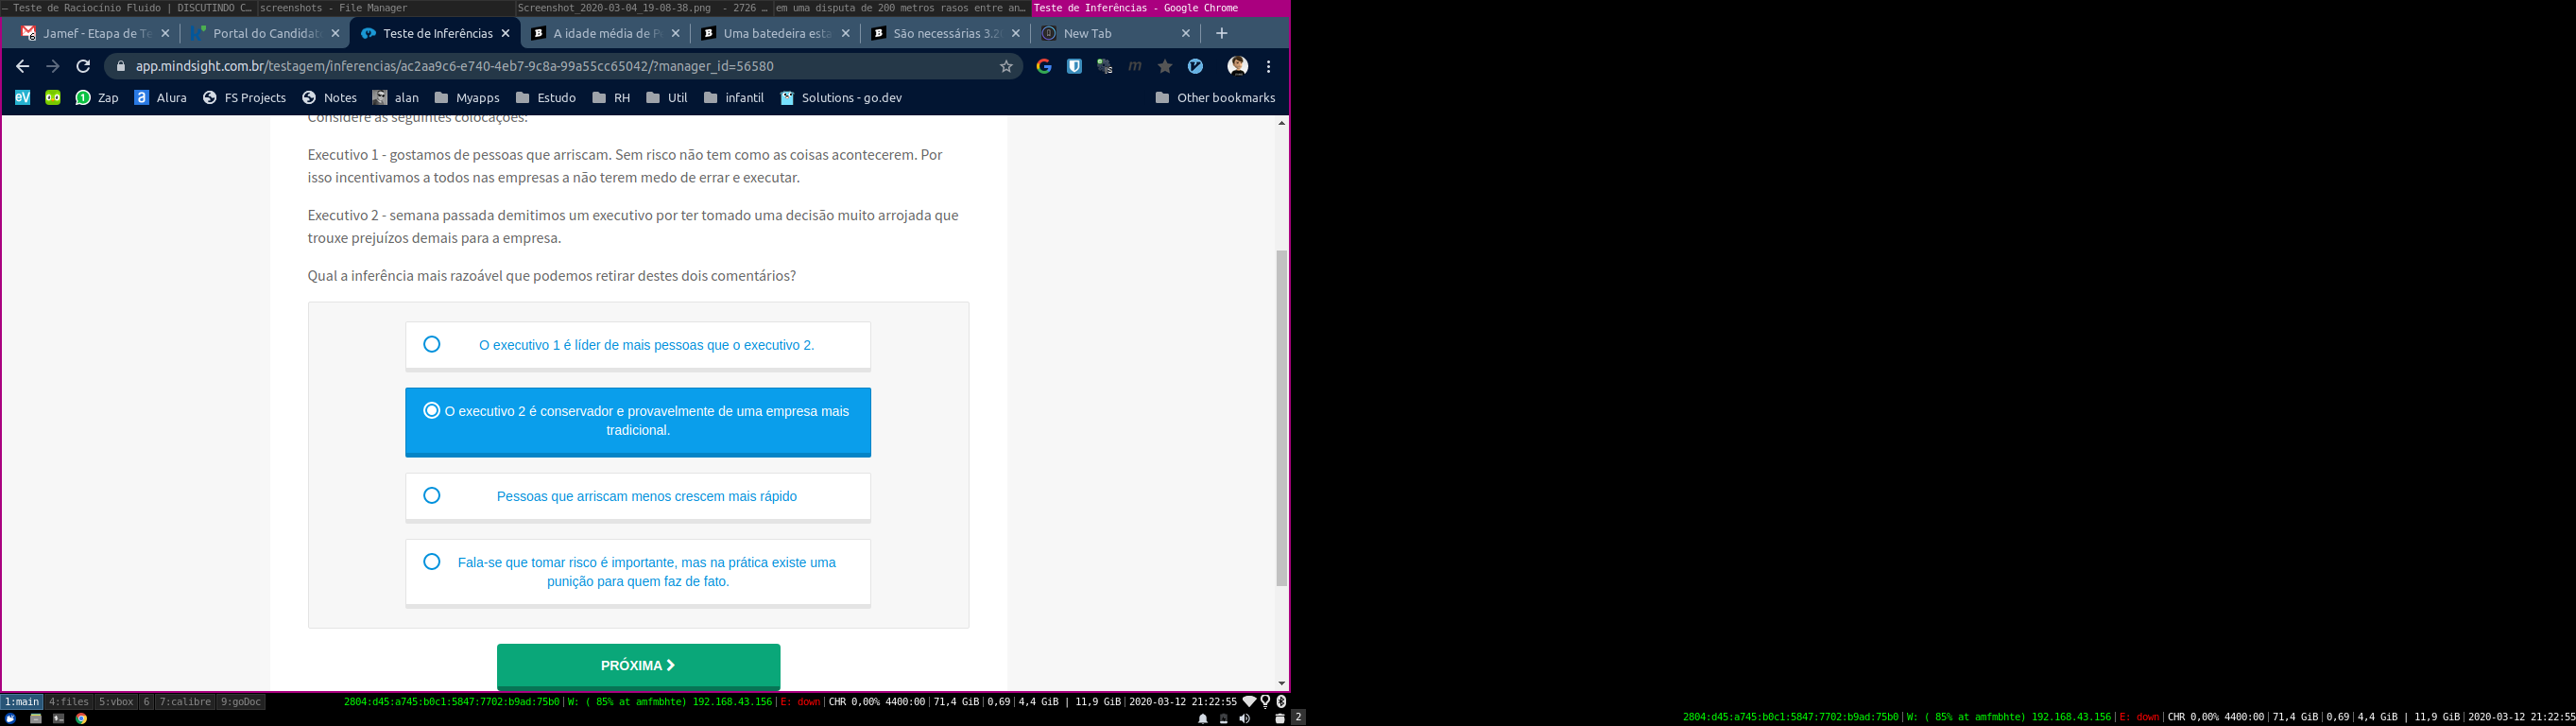 — Teste de Raciocínio Fluido | DISCUTINDO C… screenshots - File Manager Screenshot_2020-03-04_19-08-38.png - 2726 … em uma disputa de 200 metros rasos entre an… Teste de Inferências - Google Chrome
Jamef - Etapa de Te Portal do Candidat Teste de Inferências A idade média de P Uma batedeira esta São necessárias 3.2 New Tab
app.mindsight.com.br/testagem/inferencias/ac2aa9c6-e740-4eb7-9c8a-99a55cc65042/?manager_id=56580
Zap Alura FS Projects Notes alan Myapps Estudo RH Util infantil Solutions - go.dev Other bookmarks
Considere as seguintes colocações:
Executivo 1 - gostamos de pessoas que arriscam. Sem risco não tem como as coisas acontecerem. Por
isso incentivamos a todos nas empresas a não terem medo de errar e executar.
Executivo 2 - semana passada demitimos um executivo por ter tomado uma decisão muito arrojada que
trouxe prejuízos demais para a empresa.
Qual a inferência mais razoável que podemos retirar destes dois comentários?
O executivo 1 é líder de mais pessoas que o executivo 2.
O executivo 2 é conservador e provavelmente de uma empresa mais
tradicional.
Pessoas que arriscam menos crescem mais rápido
Fala-se que tomar risco é importante, mas na prática existe uma
punição para quem faz de fato.
PRÓXIMA
1:main 4:files 5:vbox 6 7:calibre 9:goDoc 2804:d45:a745:b0c1:5847:7702:b9ad:75b0 | W: ( 85% at amfmbhte) 192.168.43.156 | E: down | CHR 0,00% 4400:00 | 71,4 GiB | 0,69 | 4,4 GiB | 11,9 GiB | 2020-03-12 21:22:55
2 2804:d45:a745:b0c1:5847:7702:b9ad:75b0 | W: ( 85% at amfmbhte) 192.168.43.156 | E: down | CHR 0,00% 4400:00 | 71,4 GiB | 0,69 | 4,4 GiB | 11,9 GiB | 2020-03-12 21:22:5